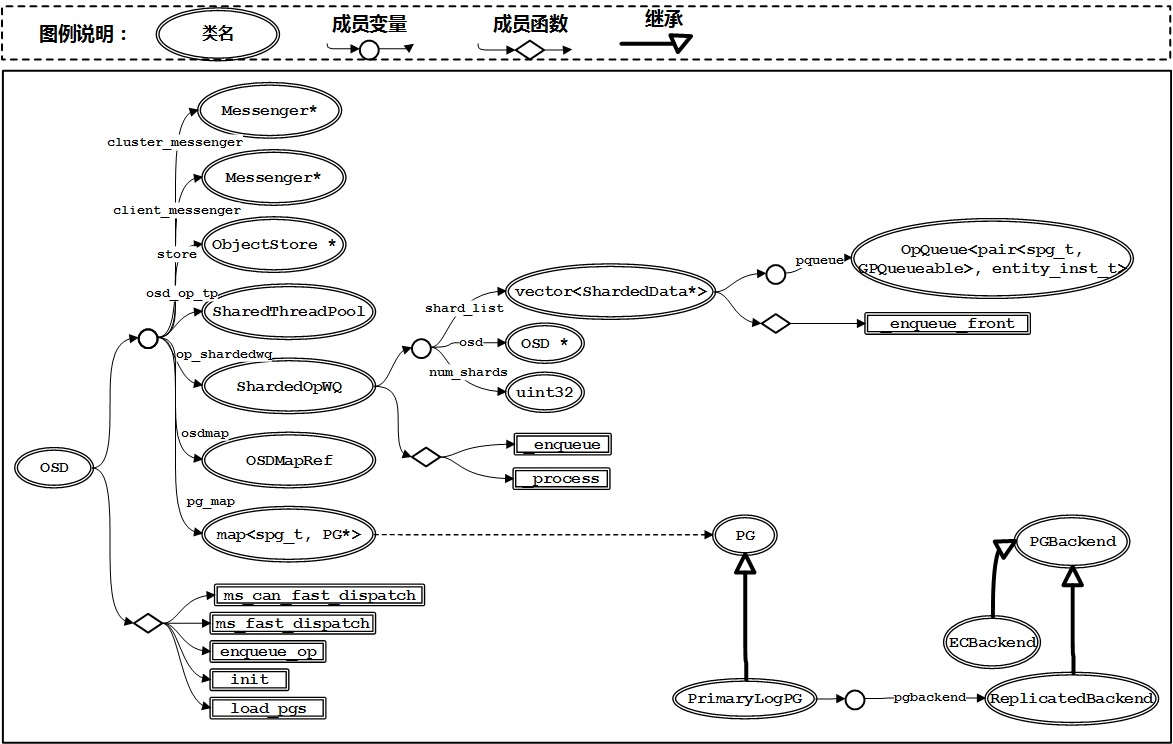 图例说明：
类名
成员变量
成员函数
继承
Messenger*
cluster_messenger
Messenger*
client_messenger
ObjectStore *
store
osd_op_tp
SharedThreadPool
op_shardedwq
ShardedOpWQ
osdmap
OSDMapRef
pg_map
map<spg_t, PG*>
OSD
shard_list
vector<ShardedData*>
osd
OSD *
num_shards
uint32
_enqueue
_process
pqueue
OpQueue<pair<spg_t,
GPQueueable>, entity_inst_t>
_enqueue_front
ms_can_fast_dispatch
ms_fast_dispatch
enqueue_op
init
load_pgs
PG
PGBackend
ECBackend
PrimaryLogPG
pgbackend
ReplicatedBackend